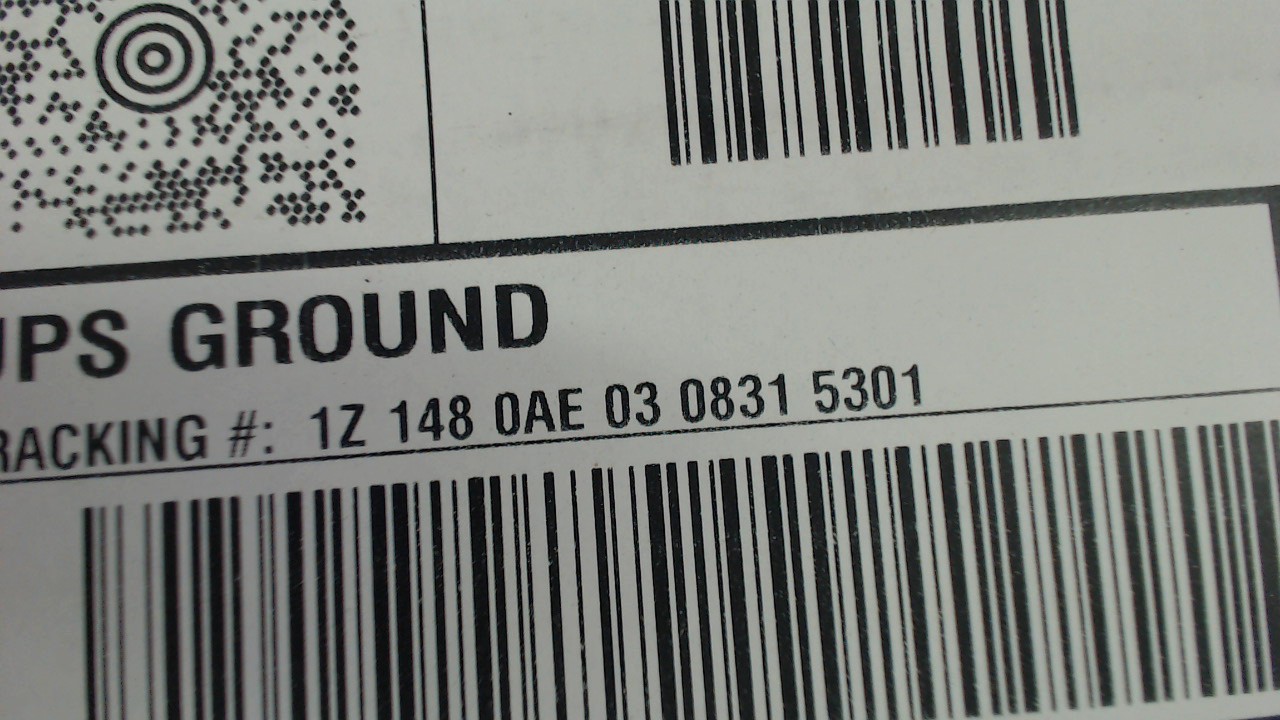 UPS GROUND
TRACKING #: 1Z 148 0AE 03 0831 5301